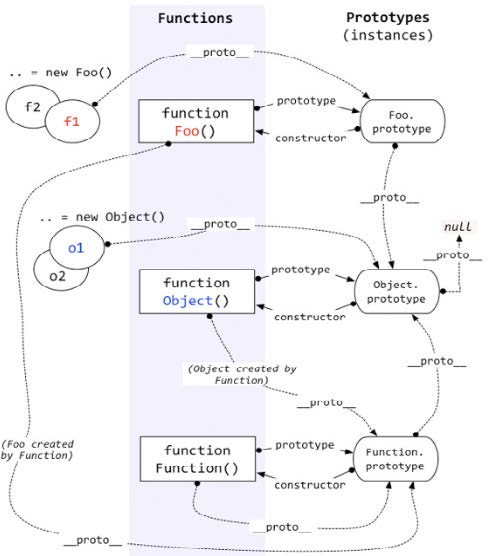 Functions
Prototypes
(instances)
__proto__
.. = new Foo()
f2
f1
function
Foo()
prototype
constructor
Foo.
prototype
__proto__
.. = new Object()
__proto__
null
__proto__
o1
o2
function
Object()
prototype
constructor
Object.
prototype
(Object created by
Function)
__proto__
__proto__
(Foo created
by Function)
function
Function()
prototype
constructor
Function.
prototype
__proto__
__proto__